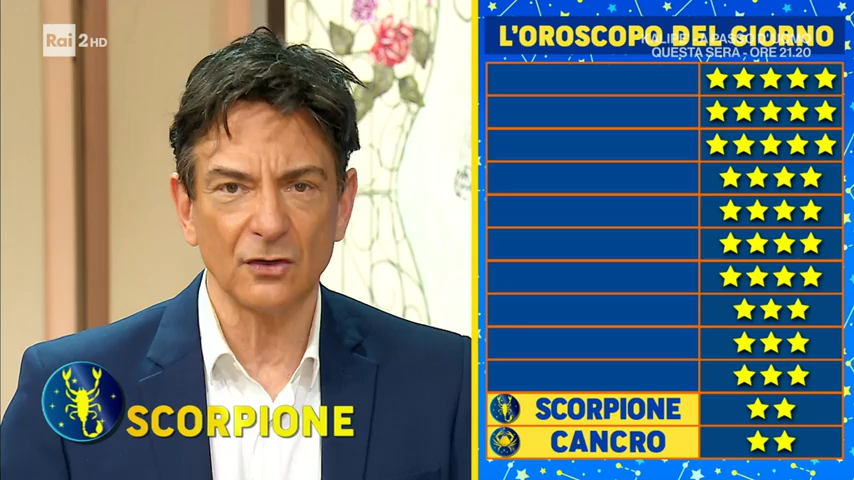 Rai 2HD
L'OROSCOPO DEL GIORNO
QUESTA SERA - ORE 21.20
SCORPIONE
CANCRO
SCORPIONE